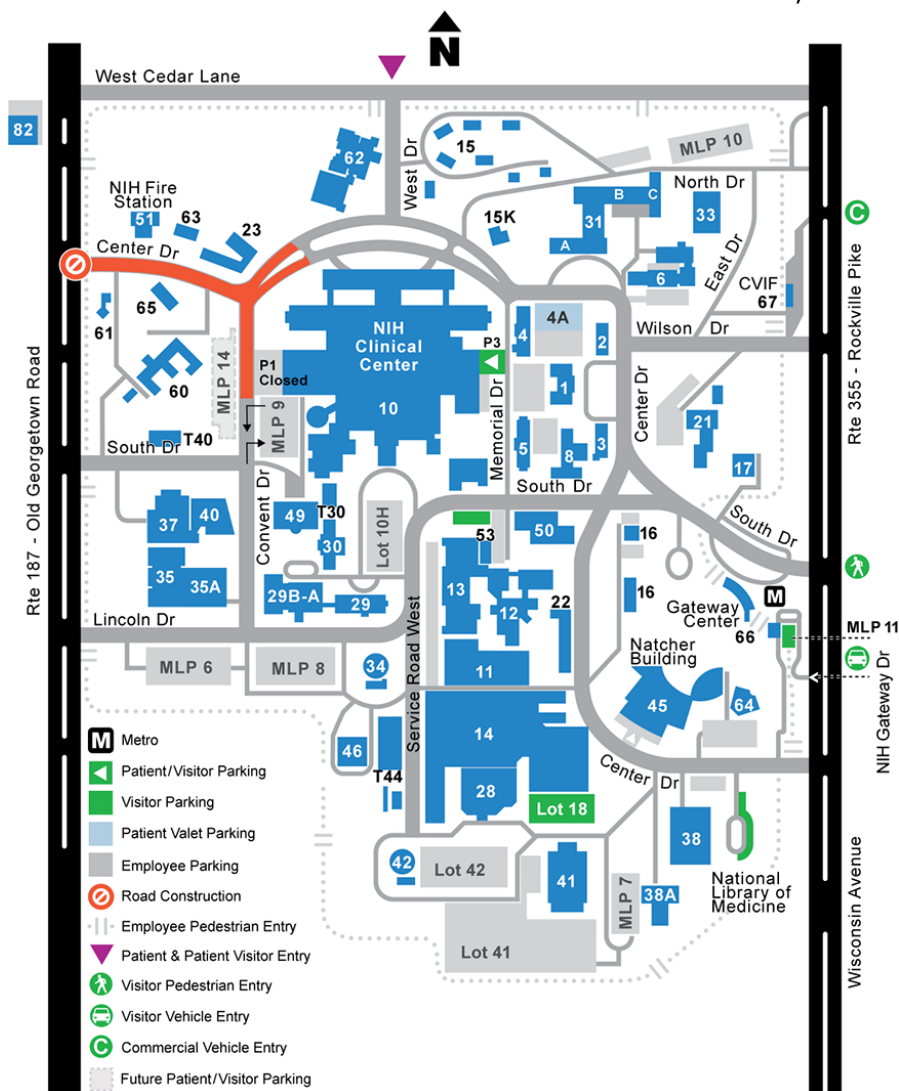 N
West Cedar Lane
82
MLP 10
15
62
West Dr
NIH Fire
Station
51
63
23
B
C
North Dr
33
31
A
15K
C
Center Dr
6
East Dr
CVIF
67
65
61
NIH
Clinical
Center
10
P3
4
4A
2
Wilson Dr
Rte 355 - Rockville Pike
Rte 187 - Old Georgetown Road
60
MLP 14
P1
Closed
MLP 9
Memorial Dr
1
Center Dr
21
T40
South Dr
5
8
3
17
South Dr
South Dr
37
40
Convent Dr
49
T30
30
Lot 10H
53
50
16
35
35A
29B-A
29
13
12
22
16
Gateway
Center
66
M
MLP 11
Lincoln Dr
Natcher
Building
MLP 6
MLP 8
34
Service Road West
11
45
64
NIH Gateway Dr
46
T44
14
28
Lot 18
Center Dr
38
42
Lot 42
41
MLP 7
38A
National
Library of
Medicine
Lot 41
Wisconsin Avenue
M Metro
Patient/Visitor Parking
Visitor Parking
Patient Valet Parking
Employee Parking
Road Construction
Employee Pedestrian Entry
Patient & Patient Visitor Entry
Visitor Pedestrian Entry
Visitor Vehicle Entry
C Commercial Vehicle Entry
Future Patient/Visitor Parking